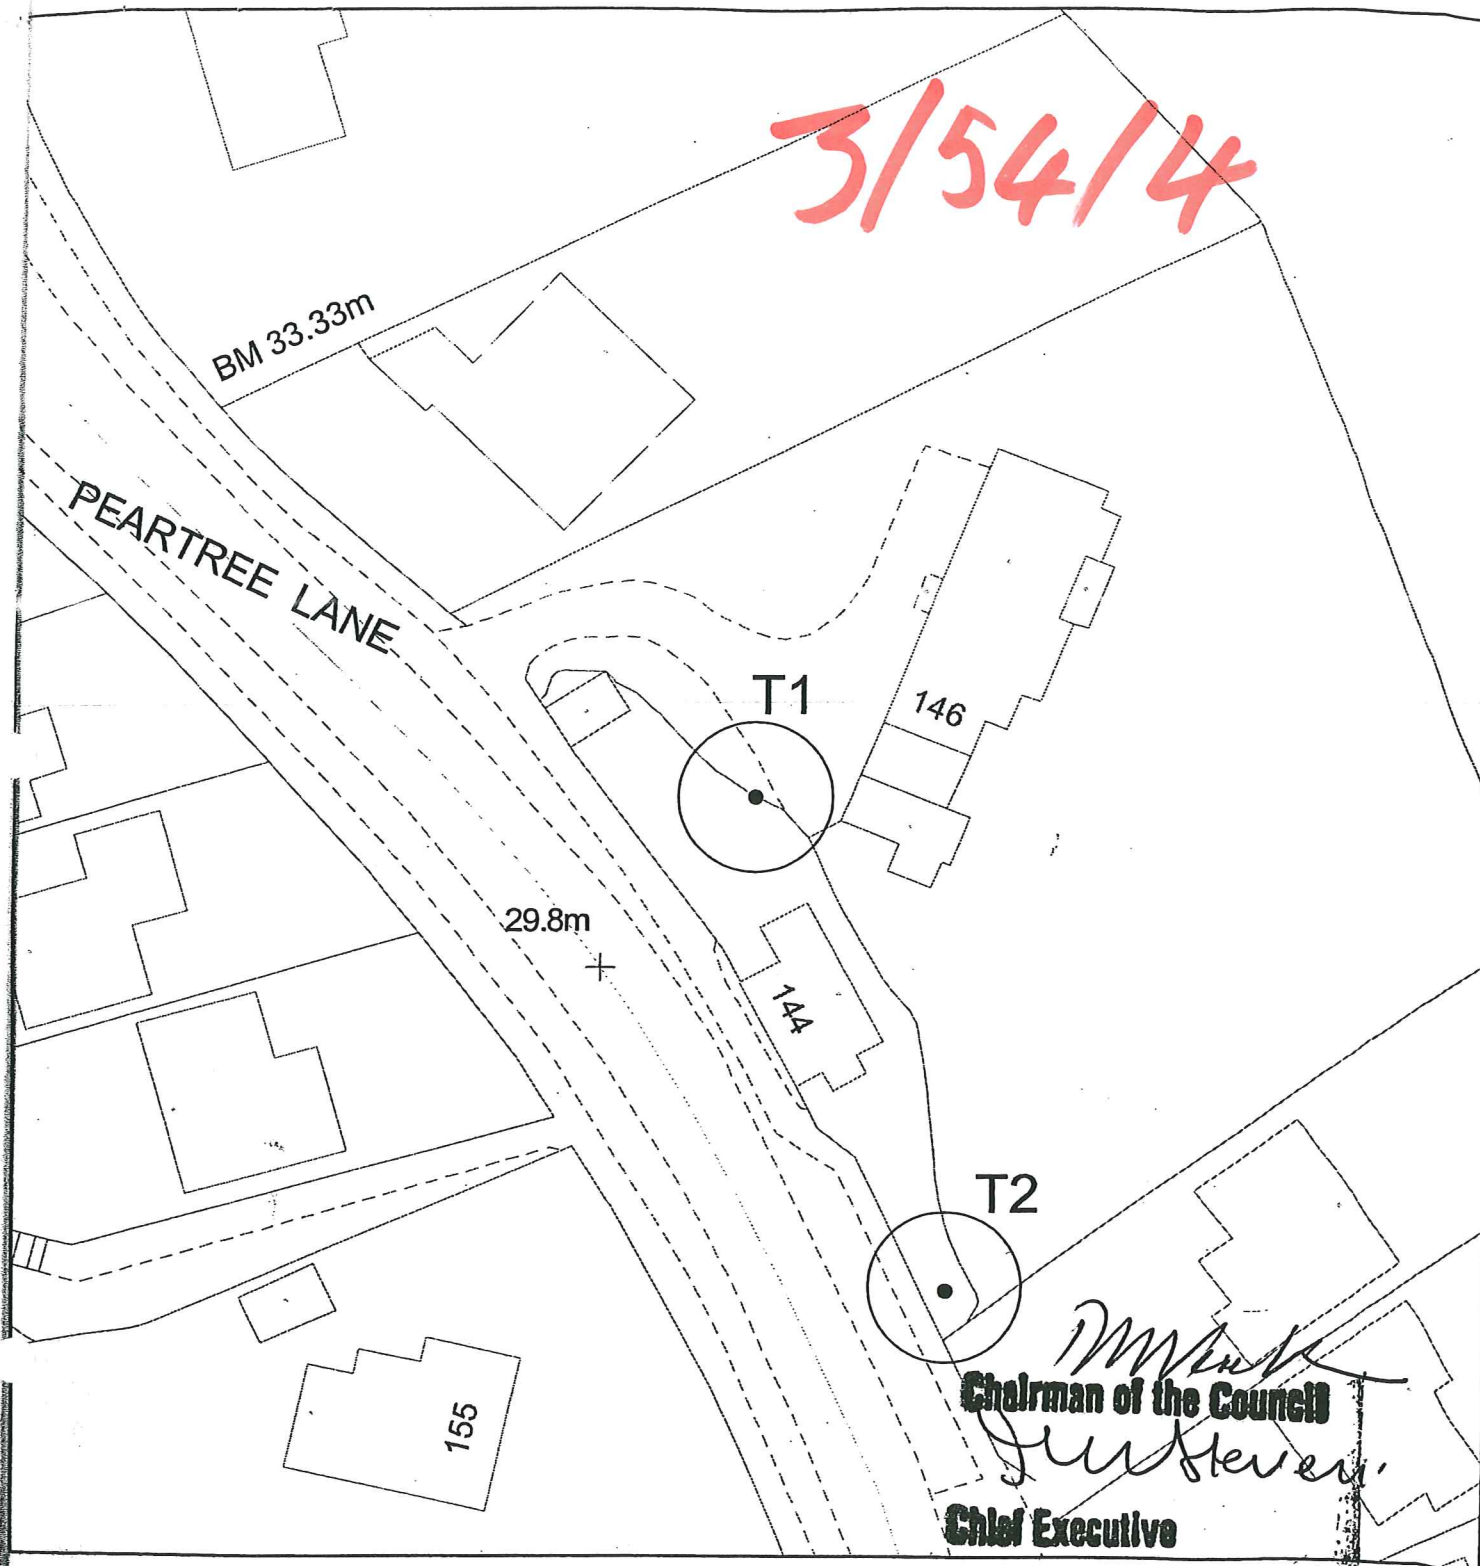 3/54/4
BM 33.33m
PEARTREE LANE
T1
146
29.8m
144
T2
Chairman of the Council
155
Chief Executive